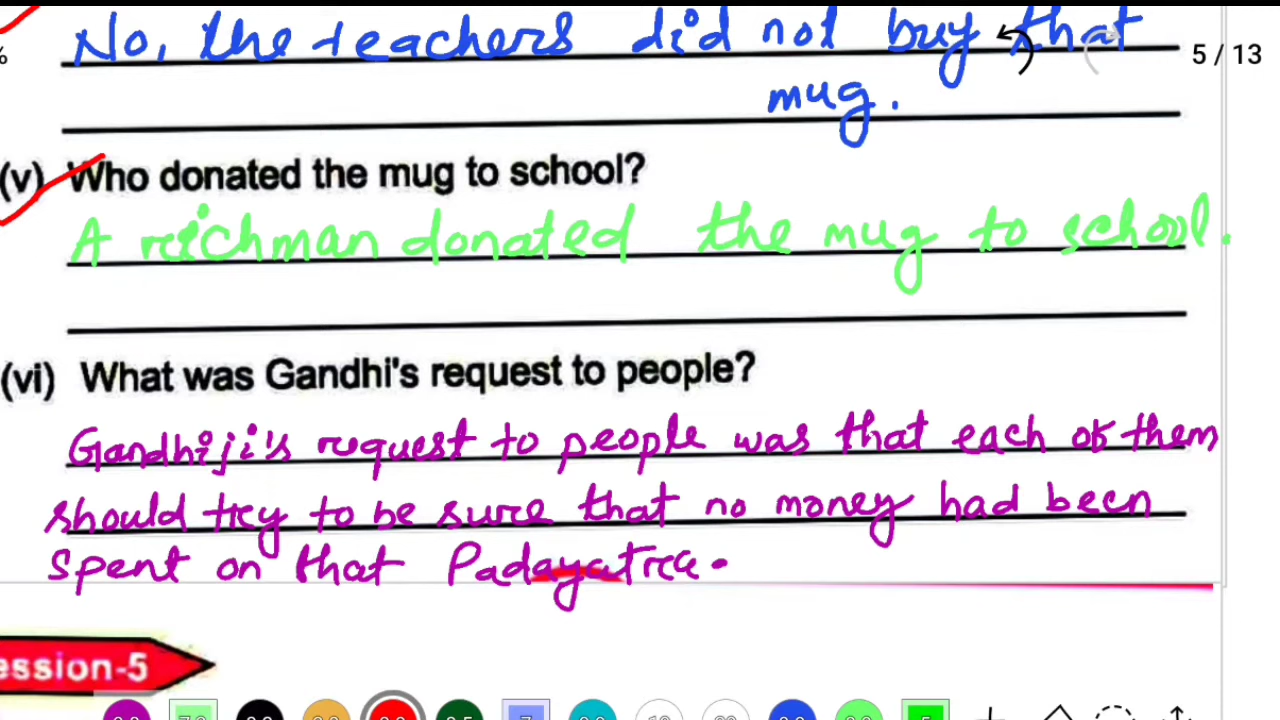 No, the teachers did not buy that
5 / 13
%
mug.
(v) Who donated the mug to school?
A richman donated the mug to school.
(vi) What was Gandhi's request to people?
Gandhiji's request to people was that each of them
should try to be sure that no money had been
spent on that Padayatra.
ession-5